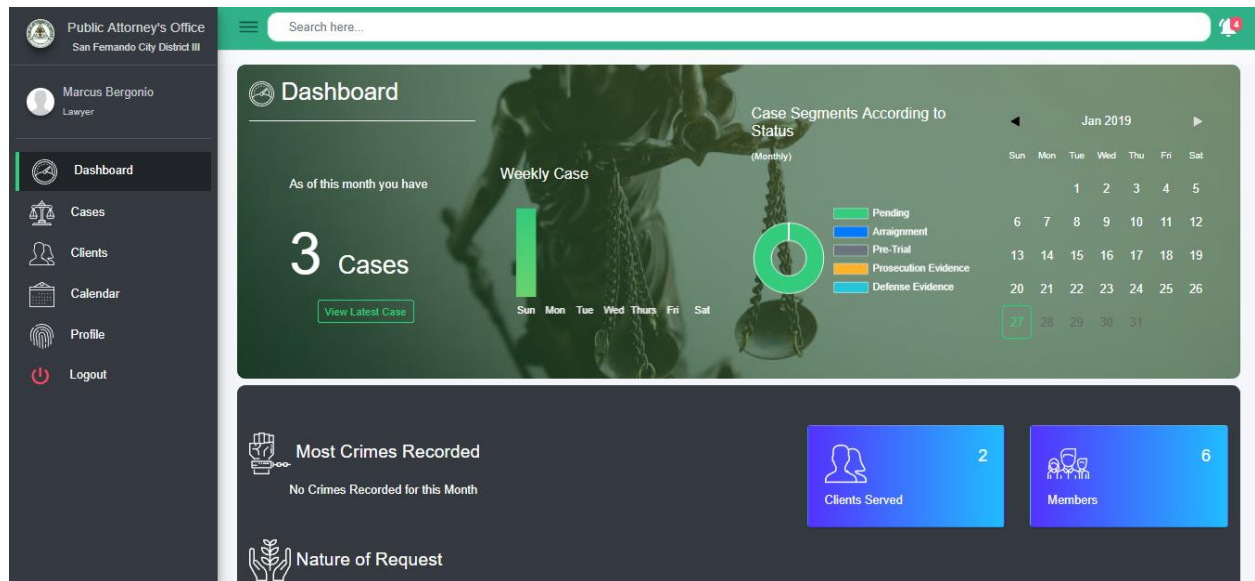 Public Attorney's Office
San Fernando City District III
Search here...
4
Marcus Bergonio
Lawyer
Dashboard
Cases
Clients
Calendar
Profile
Logout
Dashboard
As of this month you have
3 Cases
View Latest Case
Weekly Case
Sun Mon Tue Wed Thurs Fri Sat
Case Segments According to
Status
(Monthly)
Pending
Arraignment
Pre-Trial
Prosecution Evidence
Defense Evidence
◀ Jan 2019 ▶
Sun Mon Tue Wed Thu Fri Sat
1 2 3 4 5
6 7 8 9 10 11 12
13 14 15 16 17 18 19
20 21 22 23 24 25 26
27 28 29 30 31
Most Crimes Recorded
No Crimes Recorded for this Month
2
Clients Served
6
Members
Nature of Request